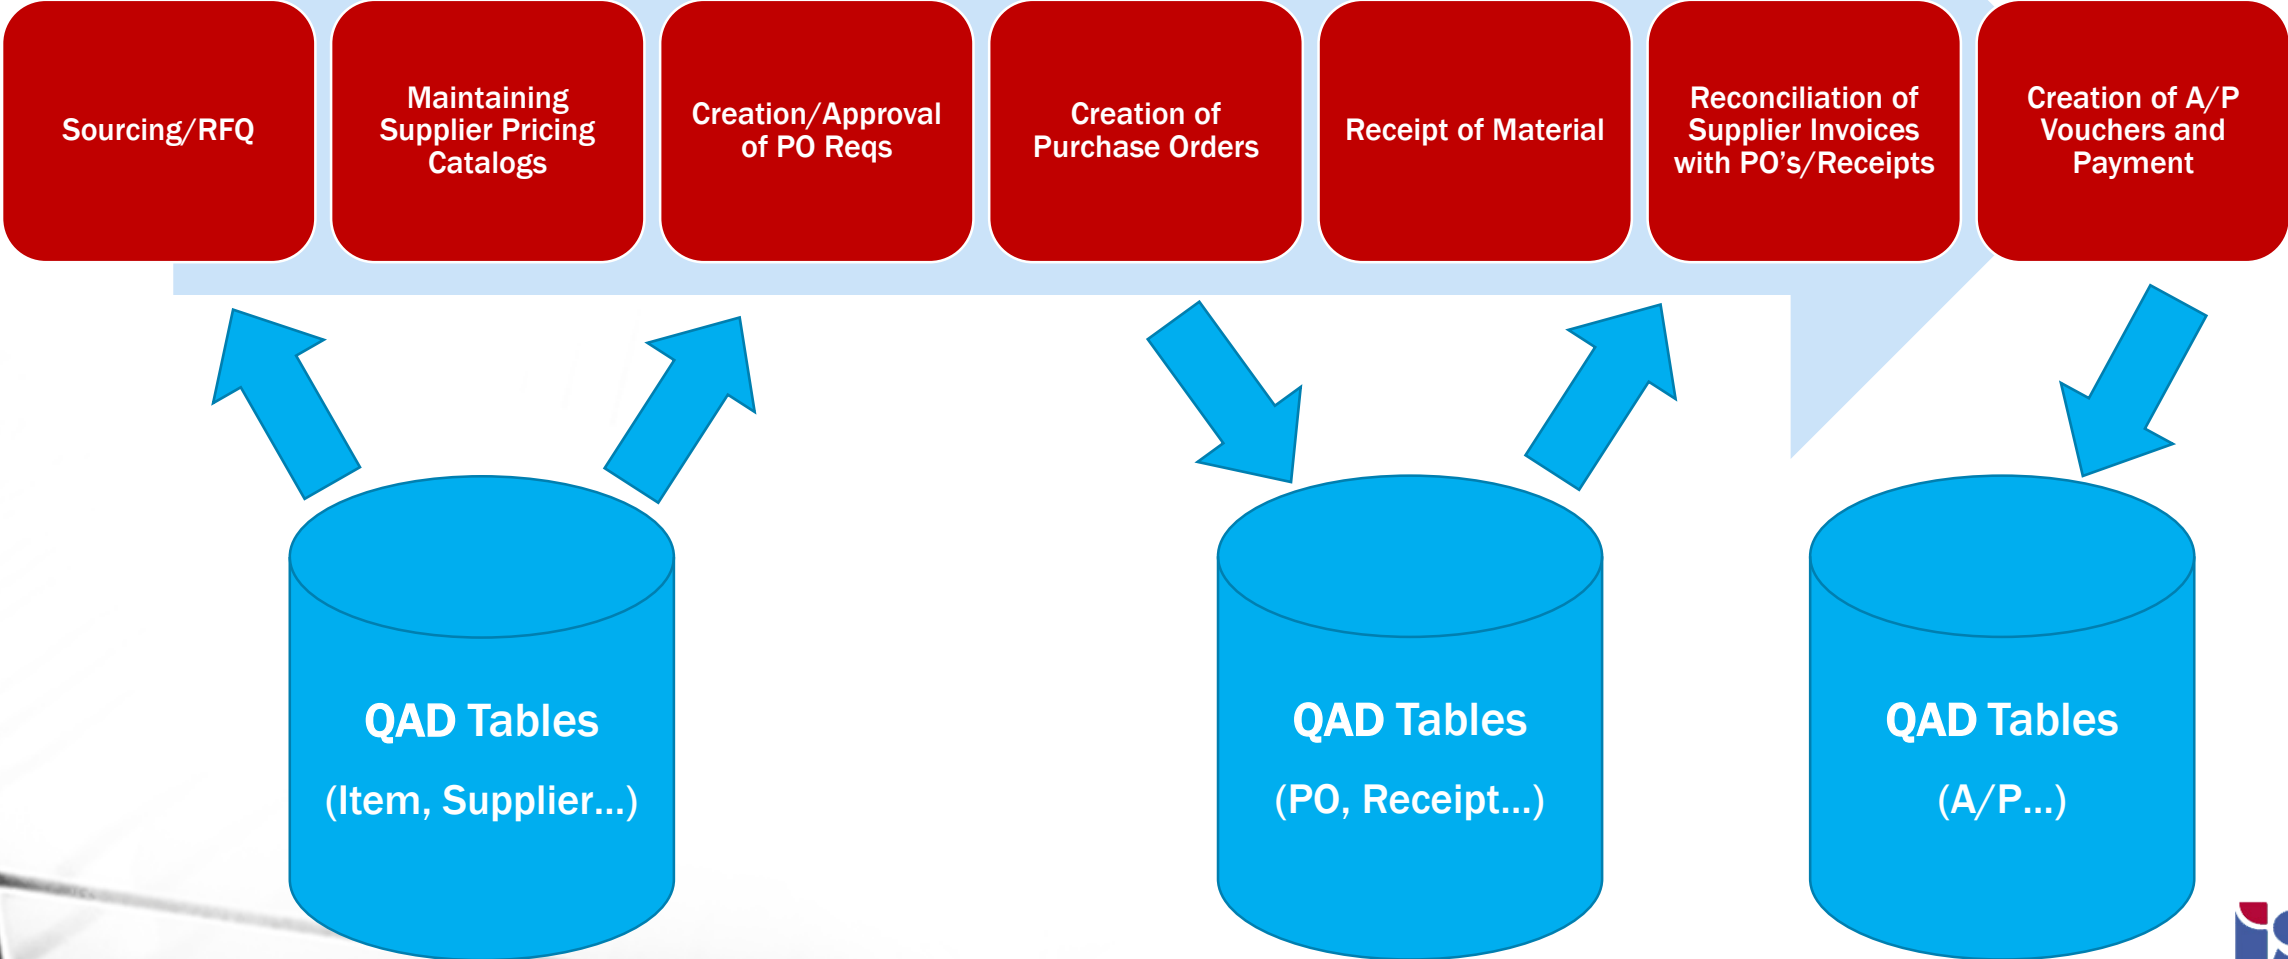 Sourcing/RFQ
Maintaining
Supplier Pricing
Catalogs
Creation/Approval
of PO Reqs
Creation of
Purchase Orders
Receipt of Material
Reconciliation of
Supplier Invoices
with PO’s/Receipts
Creation of A/P
Vouchers and
Payment
QAD Tables
(Item, Supplier…)
QAD Tables
(PO, Receipt…)
QAD Tables
(A/P…)